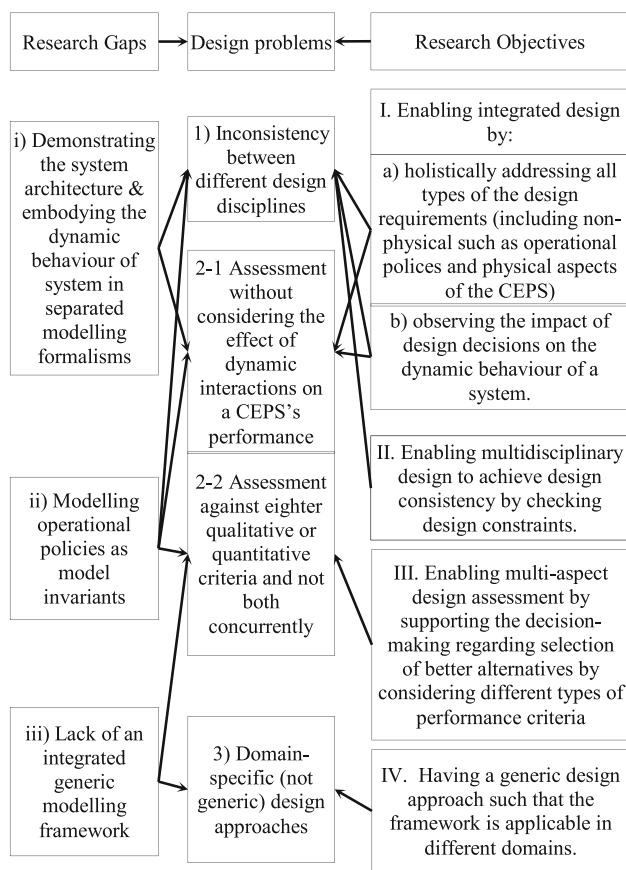 Research Gaps
Design problems
Research Objectives
i) Demonstrating
the system
architecture &
embodying the
dynamic
behaviour of
system in
separated
modelling
formalisms
ii) Modelling
operational
policies as
model
invariants
iii) Lack of an
integrated
generic
modelling
framework
1) Inconsistency
between
different design
disciplines
2-1 Assessment
without
considering the
effect of
dynamic
interactions on
a CEPS's
performance
2-2 Assessment
against eighter
qualitative or
quantitative
criteria and not
both
concurrently
3) Domain-
specific (not
generic) design
approaches
I. Enabling integrated design
by:
a) holistically addressing all
types of the design
requirements (including non-
physical such as operational
polices and physical aspects
of the CEPS)
b) observing the impact of
design decisions on the
dynamic behaviour of a
system.
II. Enabling multidisciplinary
design to achieve design
consistency by checking
design constraints.
III. Enabling multi-aspect
design assessment by
supporting the decision-
making regarding selection
of better alternatives by
considering different types of
performance criteria
IV. Having a generic design
approach such that the
framework is applicable in
different domains.